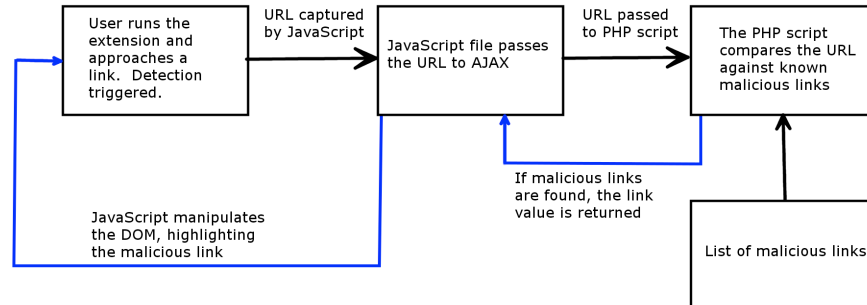 User runs the
extension and
approaches a
link.  Detection
triggered.
URL captured
by JavaScript
JavaScript file passes
the URL to AJAX
URL passed
to PHP script
The PHP script
compares the URL
against known
malicious links
If malicious links
are found, the link
value is returned
JavaScript manipulates
the DOM, highlighting
the malicious link
List of malicious links